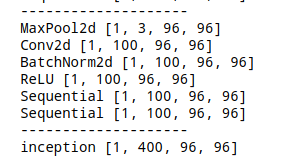 --------------------
MaxPool2d [1, 3, 96, 96]
Conv2d [1, 100, 96, 96]
BatchNorm2d [1, 100, 96, 96]
ReLU [1, 100, 96, 96]
Sequential [1, 100, 96, 96]
Sequential [1, 100, 96, 96]
--------------------
inception [1, 400, 96, 96]